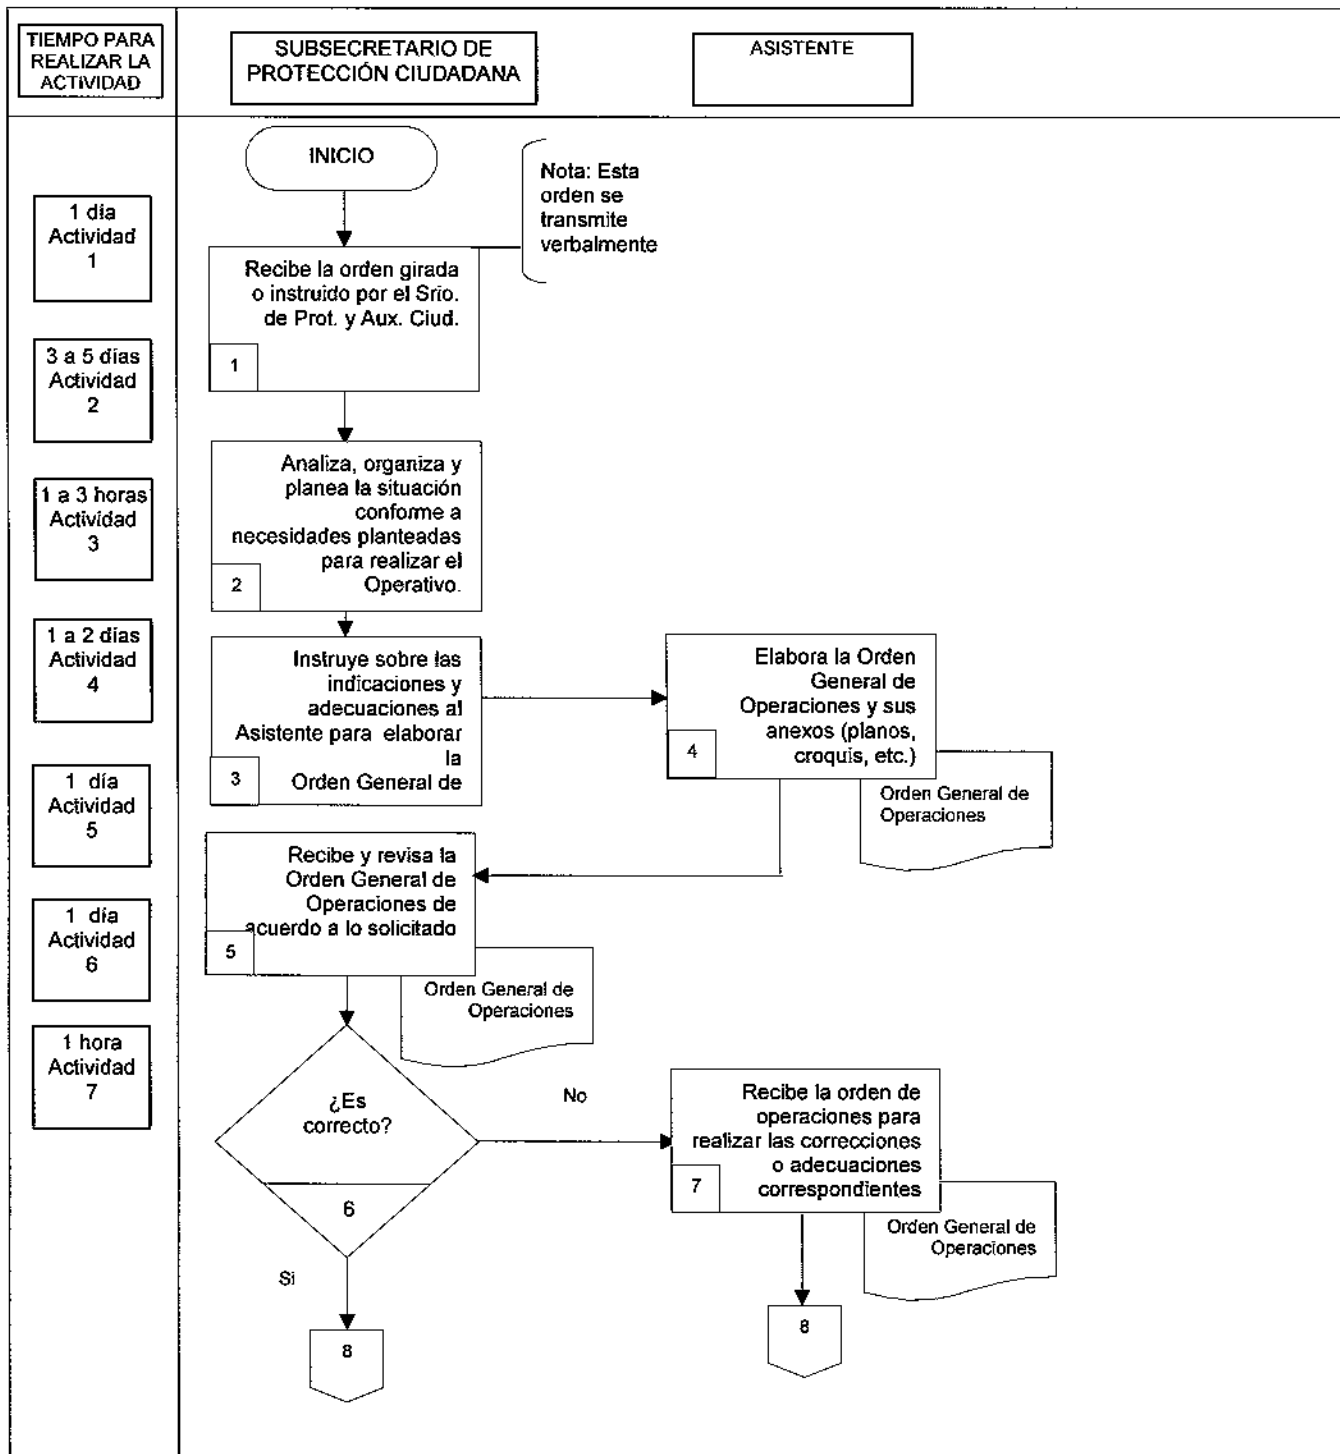 TIEMPO PARA
REALIZAR LA
ACTIVIDAD
SUBSECRETARIO DE
PROTECCIÓN CIUDADANA
ASISTENTE
INICIO
Nota: Esta
orden se
transmite
verbalmente
1 día
Actividad
1
Recibe la orden girada
o instruido por el Srio.
de Prot. y Aux. Ciud.
1
3 a 5 días
Actividad
2
Analiza, organiza y
planea la situación
conforme a
necesidades planteadas
para realizar el
Operativo.
2
1 a 3 horas
Actividad
3
1 a 2 días
Actividad
4
Instruye sobre las
indicaciones y
adecuaciones al
Asistente para elaborar
la
Orden General de
3
Elabora la Orden
General de
Operaciones y sus
anexos (planos,
croquis, etc.)
4
Orden General de
Operaciones
1 día
Actividad
5
Recibe y revisa la
Orden General de
Operaciones de
acuerdo a lo solicitado
5
Orden General de
Operaciones
1 día
Actividad
6
1 hora
Actividad
7
¿Es
correcto?
6
No
Recibe la orden de
operaciones para
realizar las correcciones
o adecuaciones
correspondientes
7
Orden General de
Operaciones
Si
8
8